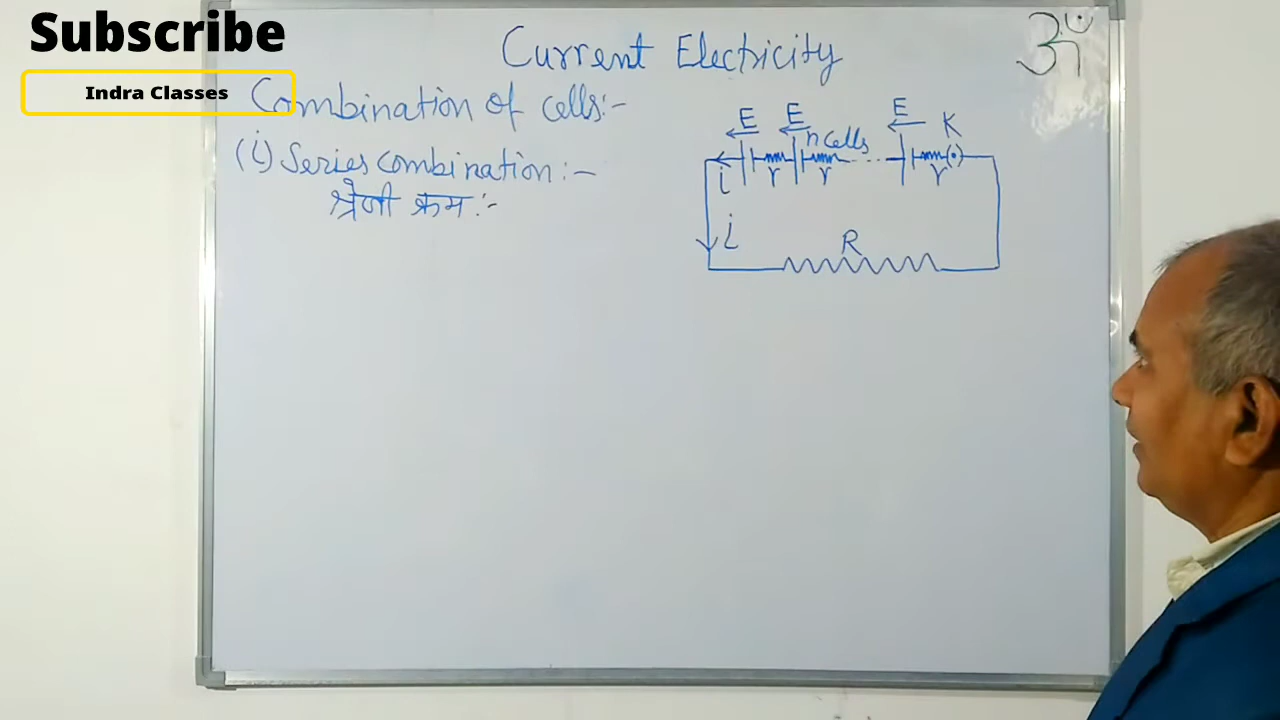 Subscribe
Indra Classes
Current Electricity
ॐ
Combination of cells:-
(i) Series combination:-
श्रेणी क्रम:-
E E E K
n cells
r r r
i
i
R